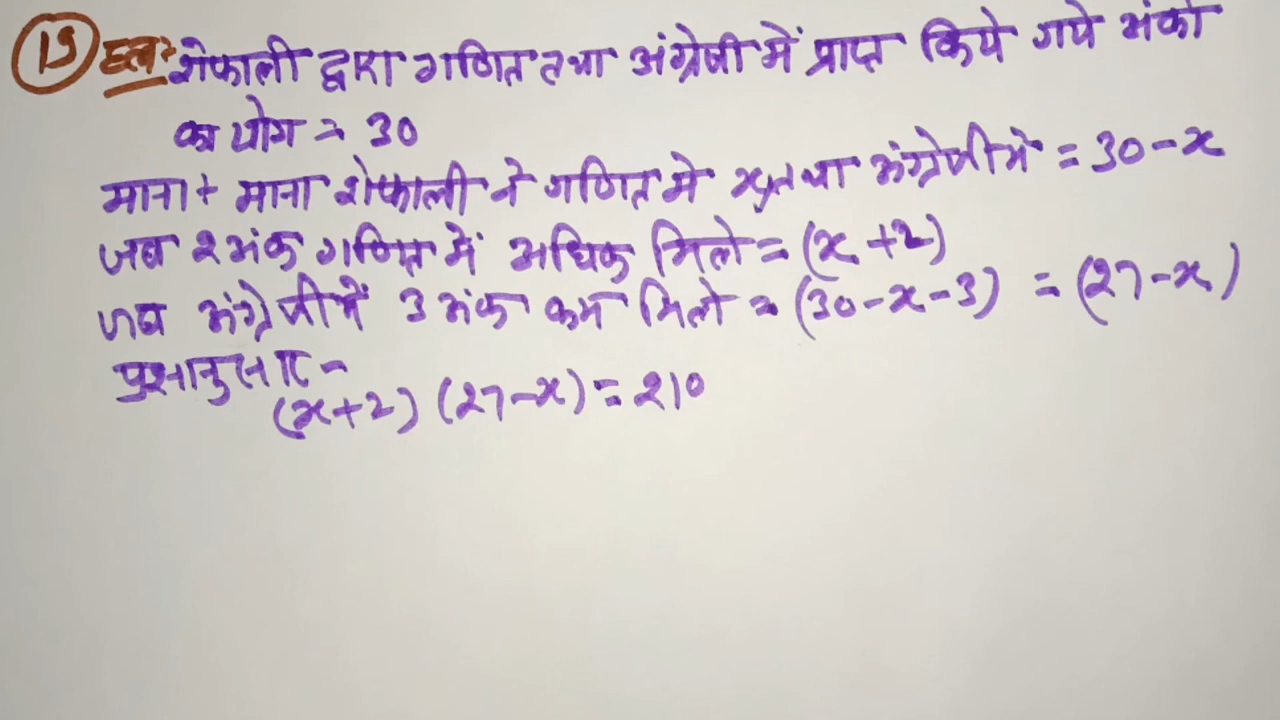 15 हल:- शेफाली द्वारा गणित तथा अंग्रेजी में प्राप्त किये गये अंको
का योग = 30
माना + माना शेफाली ने गणित मे x, तथा अंग्रेजी मे = 30-x
जब 2 अंक गणित में अधिक मिले = (x+2)
जब अंग्रेजी में 3 अंक कम मिले = (30-x-3) = (27-x)
प्रश्नानुसार -
(x+2) (27-x) = 210